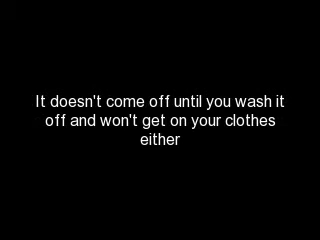 It doesn't come off until you wash it
off and won't get on your clothes
either